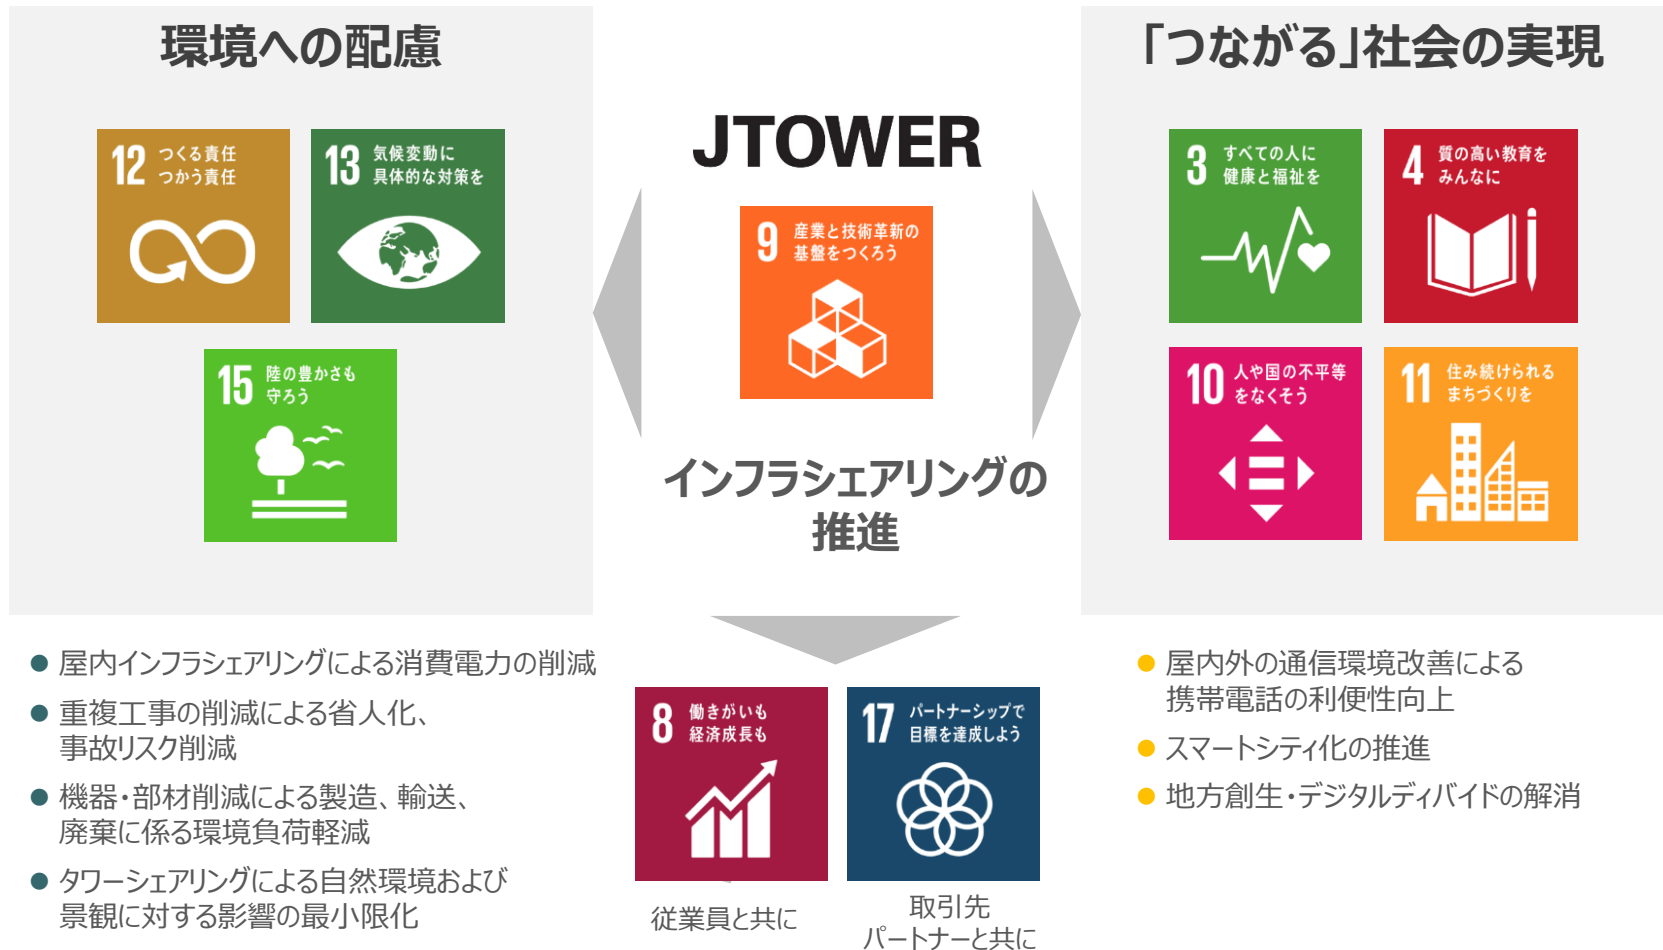 環境への配慮
12 つくる責任
つかう責任
13 気候変動に
具体的な対策を
15 陸の豊かさも
守ろう
● 屋内インフラシェアリングによる消費電力の削減
● 重複工事の削減による省人化、
事故リスク削減
● 機器・部材削減による製造、輸送、
廃棄に係る環境負荷軽減
● タワーシェアリングによる自然環境および
景観に対する影響の最小限化
JTOWER
9 産業と技術革新の
基盤をつくろう
インフラシェアリングの
推進
8 働きがいも
経済成長も
従業員と共に
17 パートナーシップで
目標を達成しよう
取引先
パートナーと共に
「つながる」社会の実現
3 すべての人に
健康と福祉を
4 質の高い教育を
みんなに
10 人や国の不平等
をなくそう
11 住み続けられる
まちづくりを
● 屋内外の通信環境改善による
携帯電話の利便性向上
● スマートシティ化の推進
● 地方創生・デジタルディバイドの解消